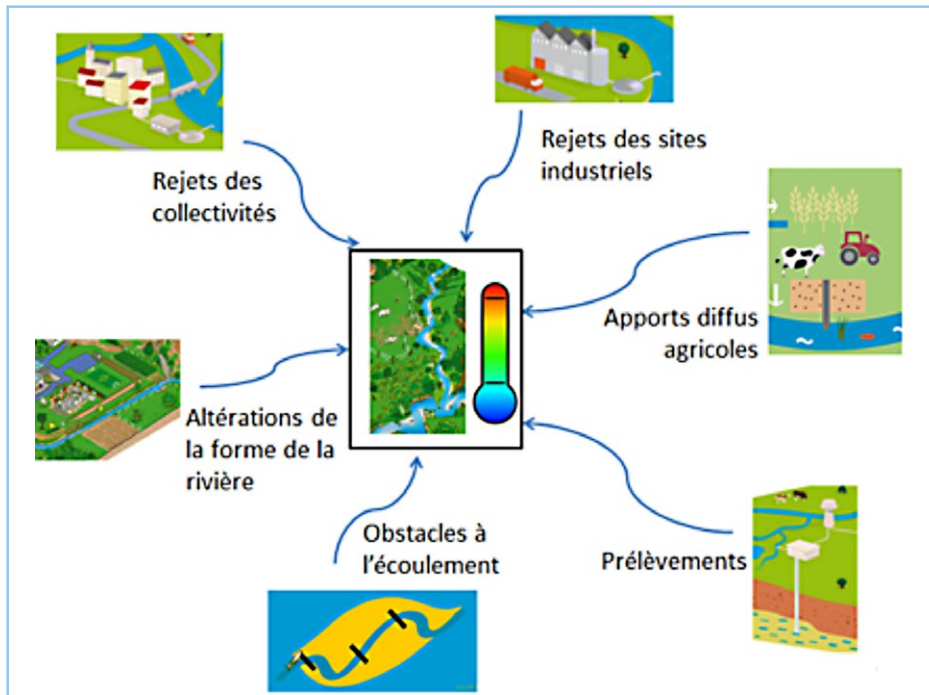 Rejets des
collectivités
Rejets des sites
industriels
Apports diffus
agricoles
Altérations de
la forme de la
rivière
Obstacles à
l'écoulement
Prélèvements